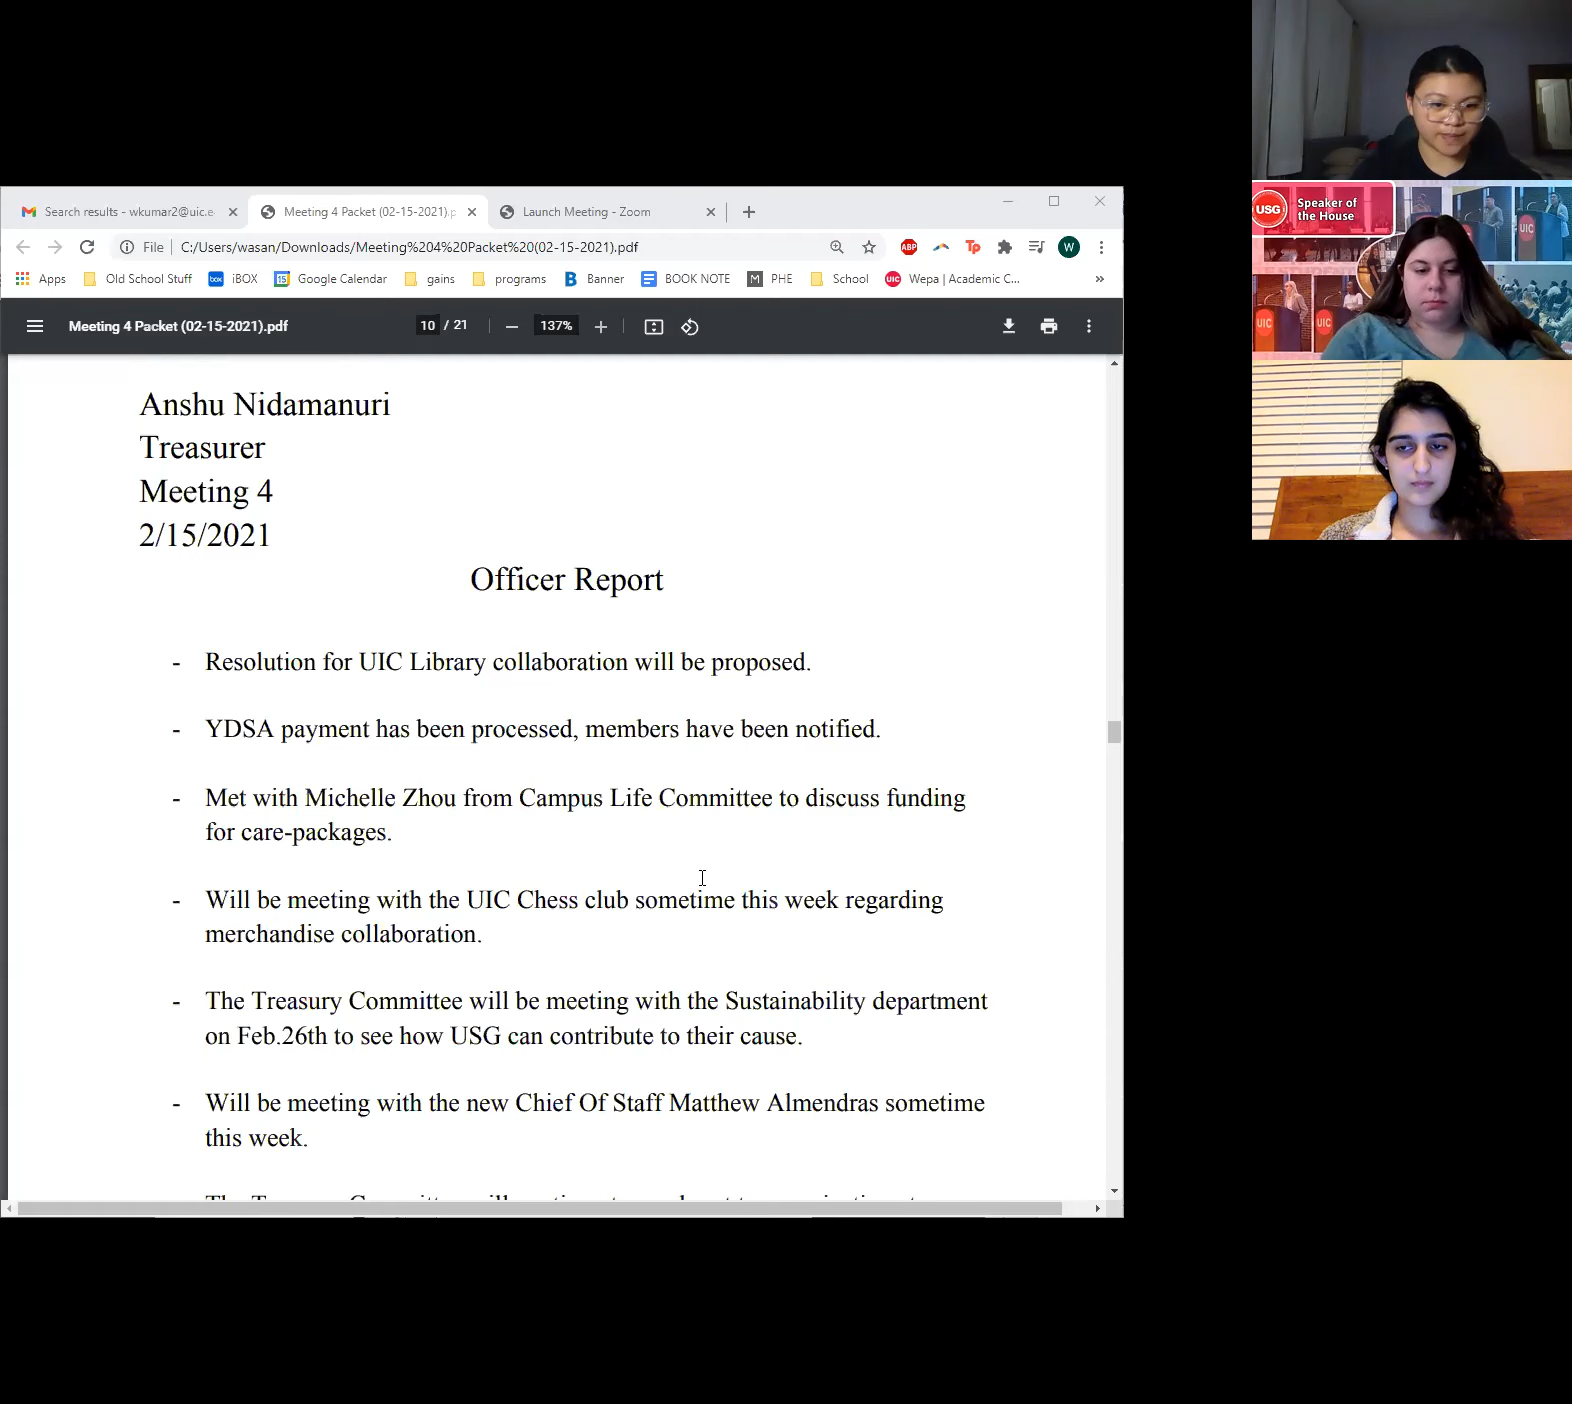 Search results - wkumar2@uic.e
Meeting 4 Packet (02-15-2021).p
Launch Meeting - Zoom
File
C:/Users/wasan/Downloads/Meeting%204%20Packet%20(02-15-2021).pdf
ABP
Tp
W
Apps
Old School Stuff
box
iBOX
15
Google Calendar
gains
programs
B
Banner
BOOK NOTE
M
PHE
School
UIC
Wepa | Academic C...
»
Meeting 4 Packet (02-15-2021).pdf
10 / 21
137%
Anshu Nidamanuri
Treasurer
Meeting 4
2/15/2021
Officer Report
- Resolution for UIC Library collaboration will be proposed.
- YDSA payment has been processed, members have been notified.
- Met with Michelle Zhou from Campus Life Committee to discuss funding
for care-packages.
- Will be meeting with the UIC Chess club sometime this week regarding
merchandise collaboration.
- The Treasury Committee will be meeting with the Sustainability department
on Feb.26th to see how USG can contribute to their cause.
- Will be meeting with the new Chief Of Staff Matthew Almendras sometime
this week.
USG
Speaker of
the House
UIC
UIC
UIC